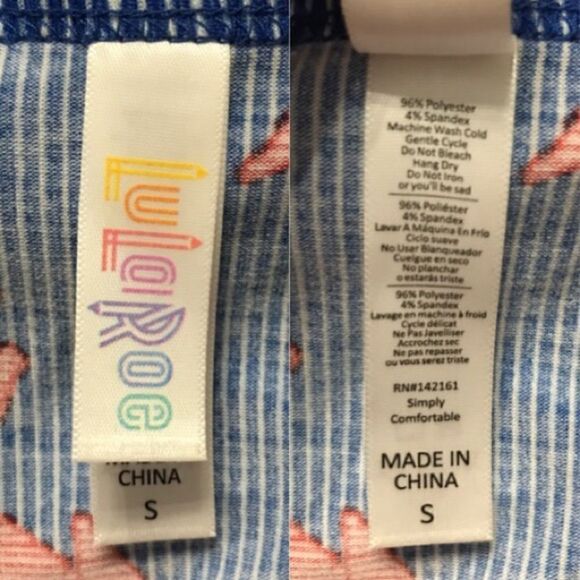 LuLaRoe
CHINA
S
96% Polyester
4% Spandex
Machine Wash Cold
Gentle Cycle
Do Not Bleach
Hang Dry
Do Not Iron
or you'll be sad
96% Poliéster
4% Spandex
Lavar A Máquina En Frío
Ciclo suave
No User Blanqueador
Cuelgue en seco
No planchar
o estarás triste
96% Polyester
4% Spandex
Lavage en machine à froid
Cycle délicat
Ne Pas Javelliser
Accrochez sec
Ne pas repasser
ou vous serez triste
RN#142161
Simply
Comfortable
MADE IN
CHINA
S